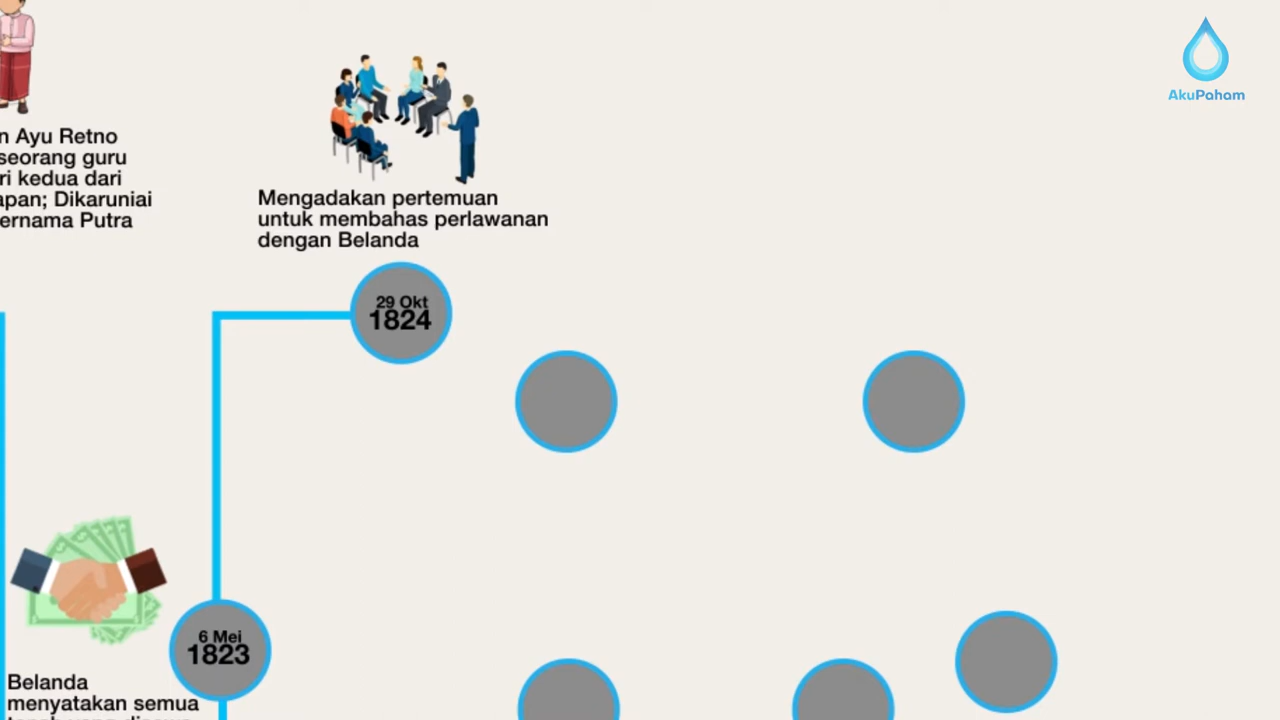 AkuPaham
n Ayu Retno
seorang guru
ri kedua dari
apan; Dikaruniai
ernama Putra
Mengadakan pertemuan
untuk membahas perlawanan
dengan Belanda
29 Okt
1824
6 Mei
1823
Belanda
menyatakan semua